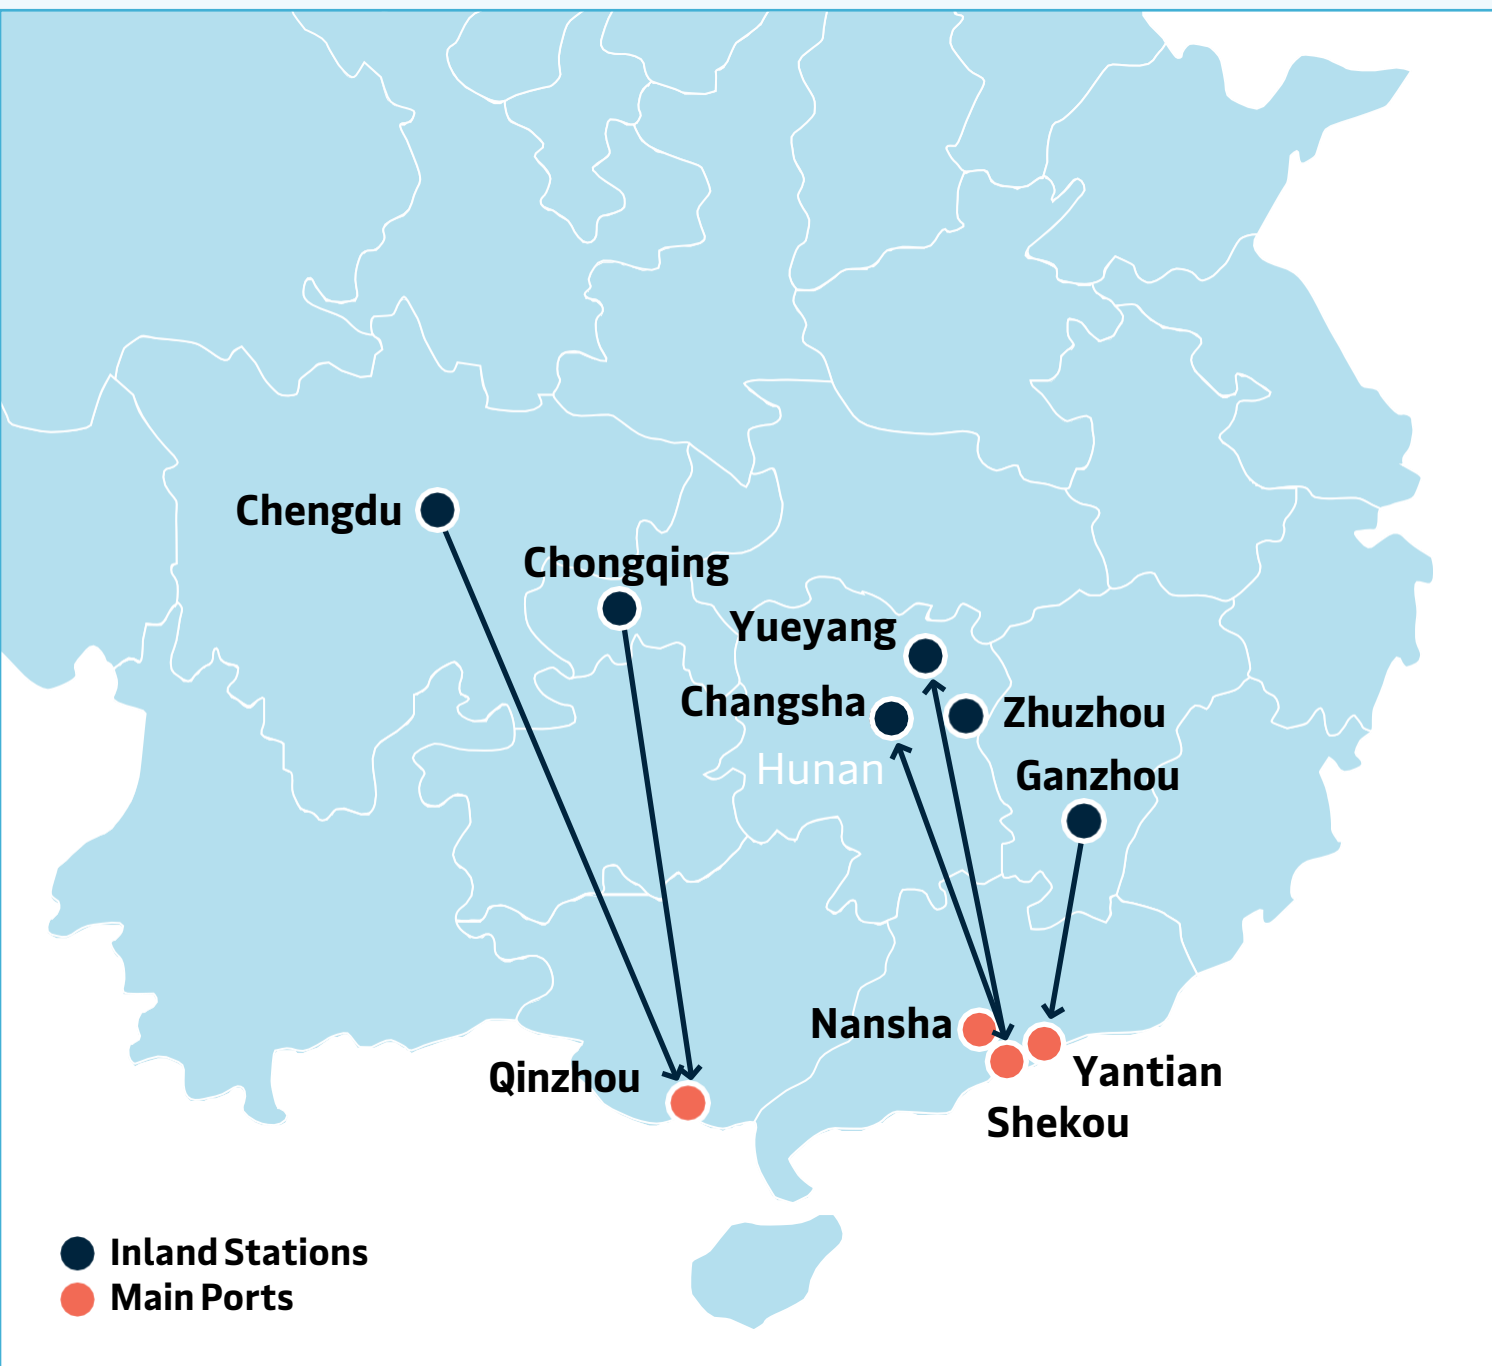 Chengdu
Chongqing
Yueyang
Changsha
Zhuzhou
Hunan
Ganzhou
Nansha
Qinzhou
Yantian
Shekou
Inland Stations
Main Ports